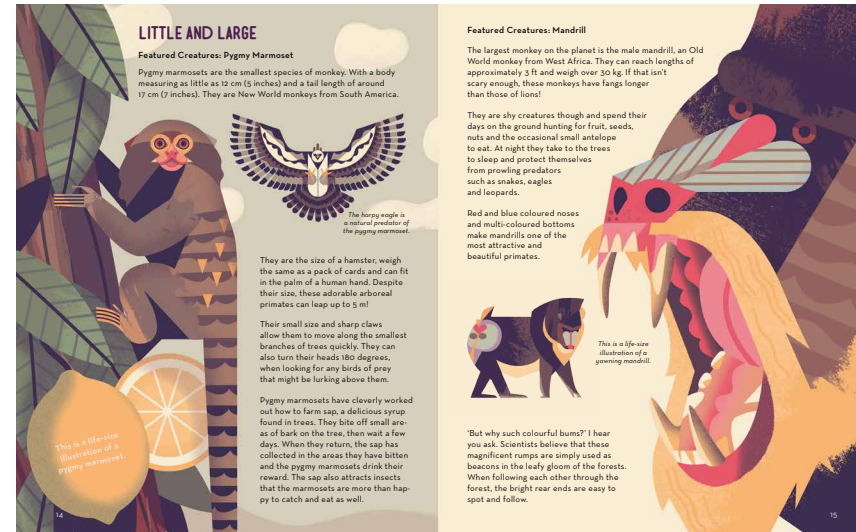 LITTLE AND LARGE
Featured Creatures: Pygmy Marmoset
Pygmy marmosets are the smallest species of monkey. With a body
measuring as little as 12 cm (5 inches) and a tail length of around
17 cm (7 inches). They are New World monkeys from South America.
The harpy eagle is
a natural predator of
the pygmy marmoset.
They are the size of a hamster, weigh
the same as a pack of cards and can fit
in the palm of a human hand. Despite
their size, these adorable arboreal
primates can leap up to 5 m!
Their small size and sharp claws
allow them to move along the smallest
branches of trees quickly. They can
also turn their heads 180 degrees,
when looking for any birds of prey
that might be lurking above them.
Pygmy marmosets have cleverly worked
out how to farm sap, a delicious syrup
found in trees. They bite off small are-
as of bark on the tree, then wait a few
days. When they return, the sap has
collected in the areas they have bitten
and the pygmy marmosets drink their
reward. The sap also attracts insects
that the marmosets are more than hap-
py to catch and eat as well.
This is a life-size
illustration of a
pygmy marmoset.
14
Featured Creatures: Mandrill
The largest monkey on the planet is the male mandrill, an Old
World monkey from West Africa. They can reach lengths of
approximately 3 ft and weigh over 30 kg. If that isn't
scary enough, these monkeys have fangs longer
than those of lions!
They are shy creatures though and spend their
days on the ground hunting for fruit, seeds,
nuts and the occasional small antelope
to eat. At night they take to the trees
to sleep and protect themselves
from prowling predators
such as snakes, eagles
and leopards.
Red and blue coloured noses
and multi-coloured bottoms
make mandrills one of the
most attractive and
beautiful primates.
This is a life-size
illustration of a
yawning mandrill.
'But why such colourful bums?' I hear
you ask. Scientists believe that these
magnificent rumps are simply used as
beacons in the leafy gloom of the forests.
When following each other through the
forest, the bright rear ends are easy to
spot and follow.
15